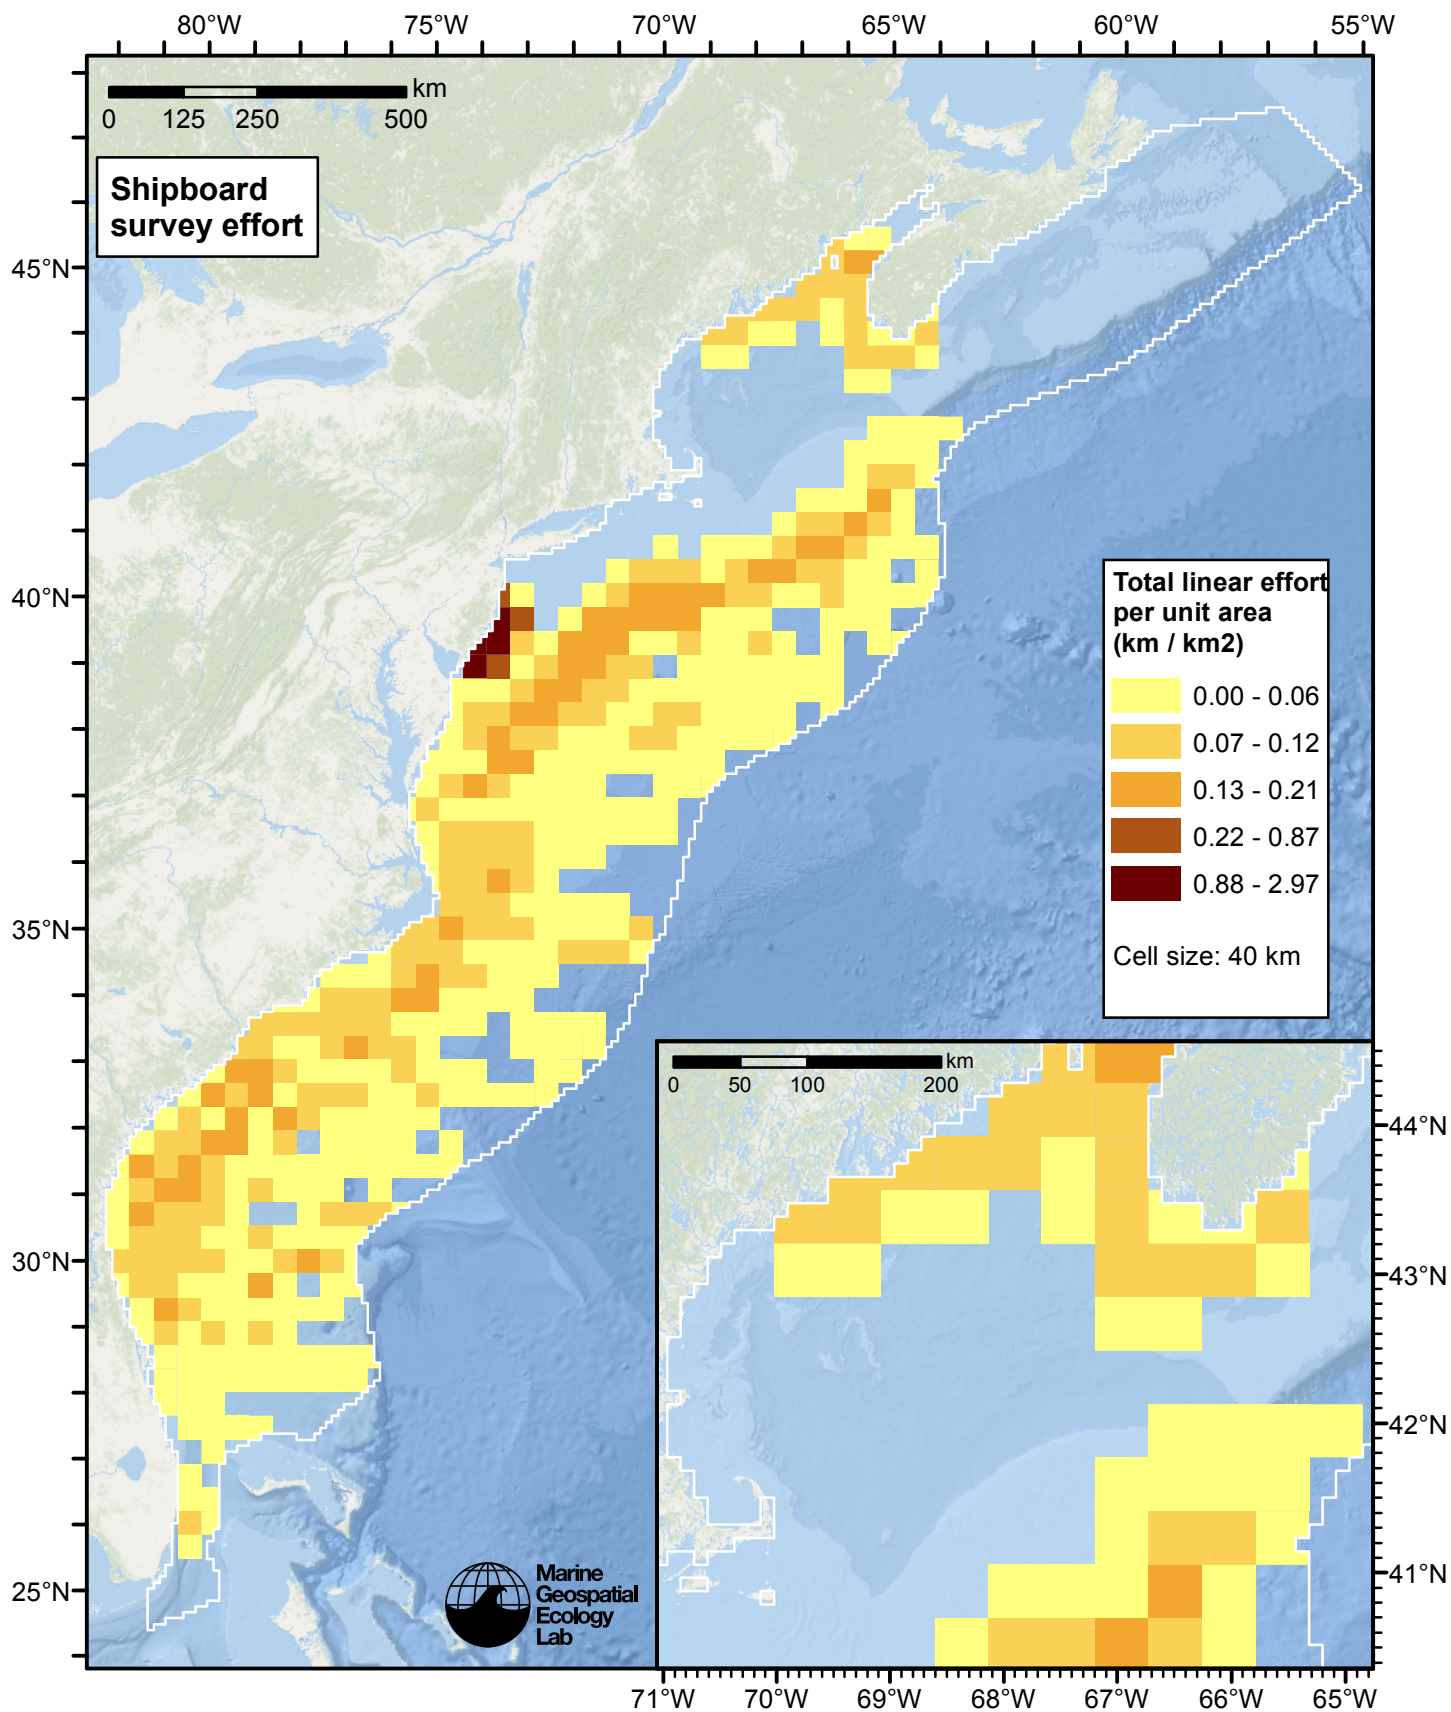 80°W 75°W 70°W 65°W 60°W 55°W
km
0 125 250 500
Shipboard
survey effort
45°N
40°N
35°N
30°N
25°N
Total linear effort
per unit area
(km / km2)
0.00 - 0.06
0.07 - 0.12
0.13 - 0.21
0.22 - 0.87
0.88 - 2.97
Cell size: 40 km
km
0 50 100 200
44°N
43°N
42°N
41°N
Marine
Geospatial
Ecology
Lab
71°W 70°W 69°W 68°W 67°W 66°W 65°W